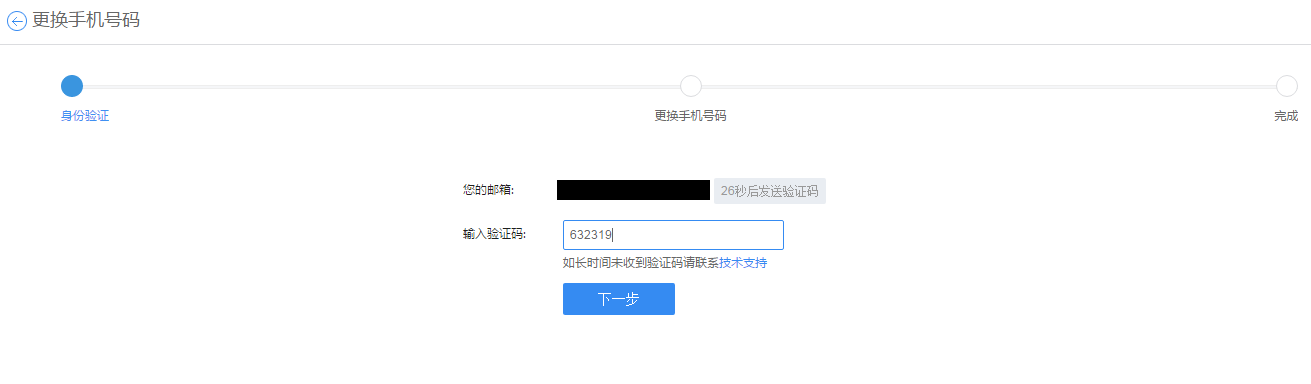 更换手机号码
身份验证 更换手机号码 完成
您的邮箱: 26秒后发送验证码
输入验证码: 632319
如长时间未收到验证码请联系技术支持
下一步